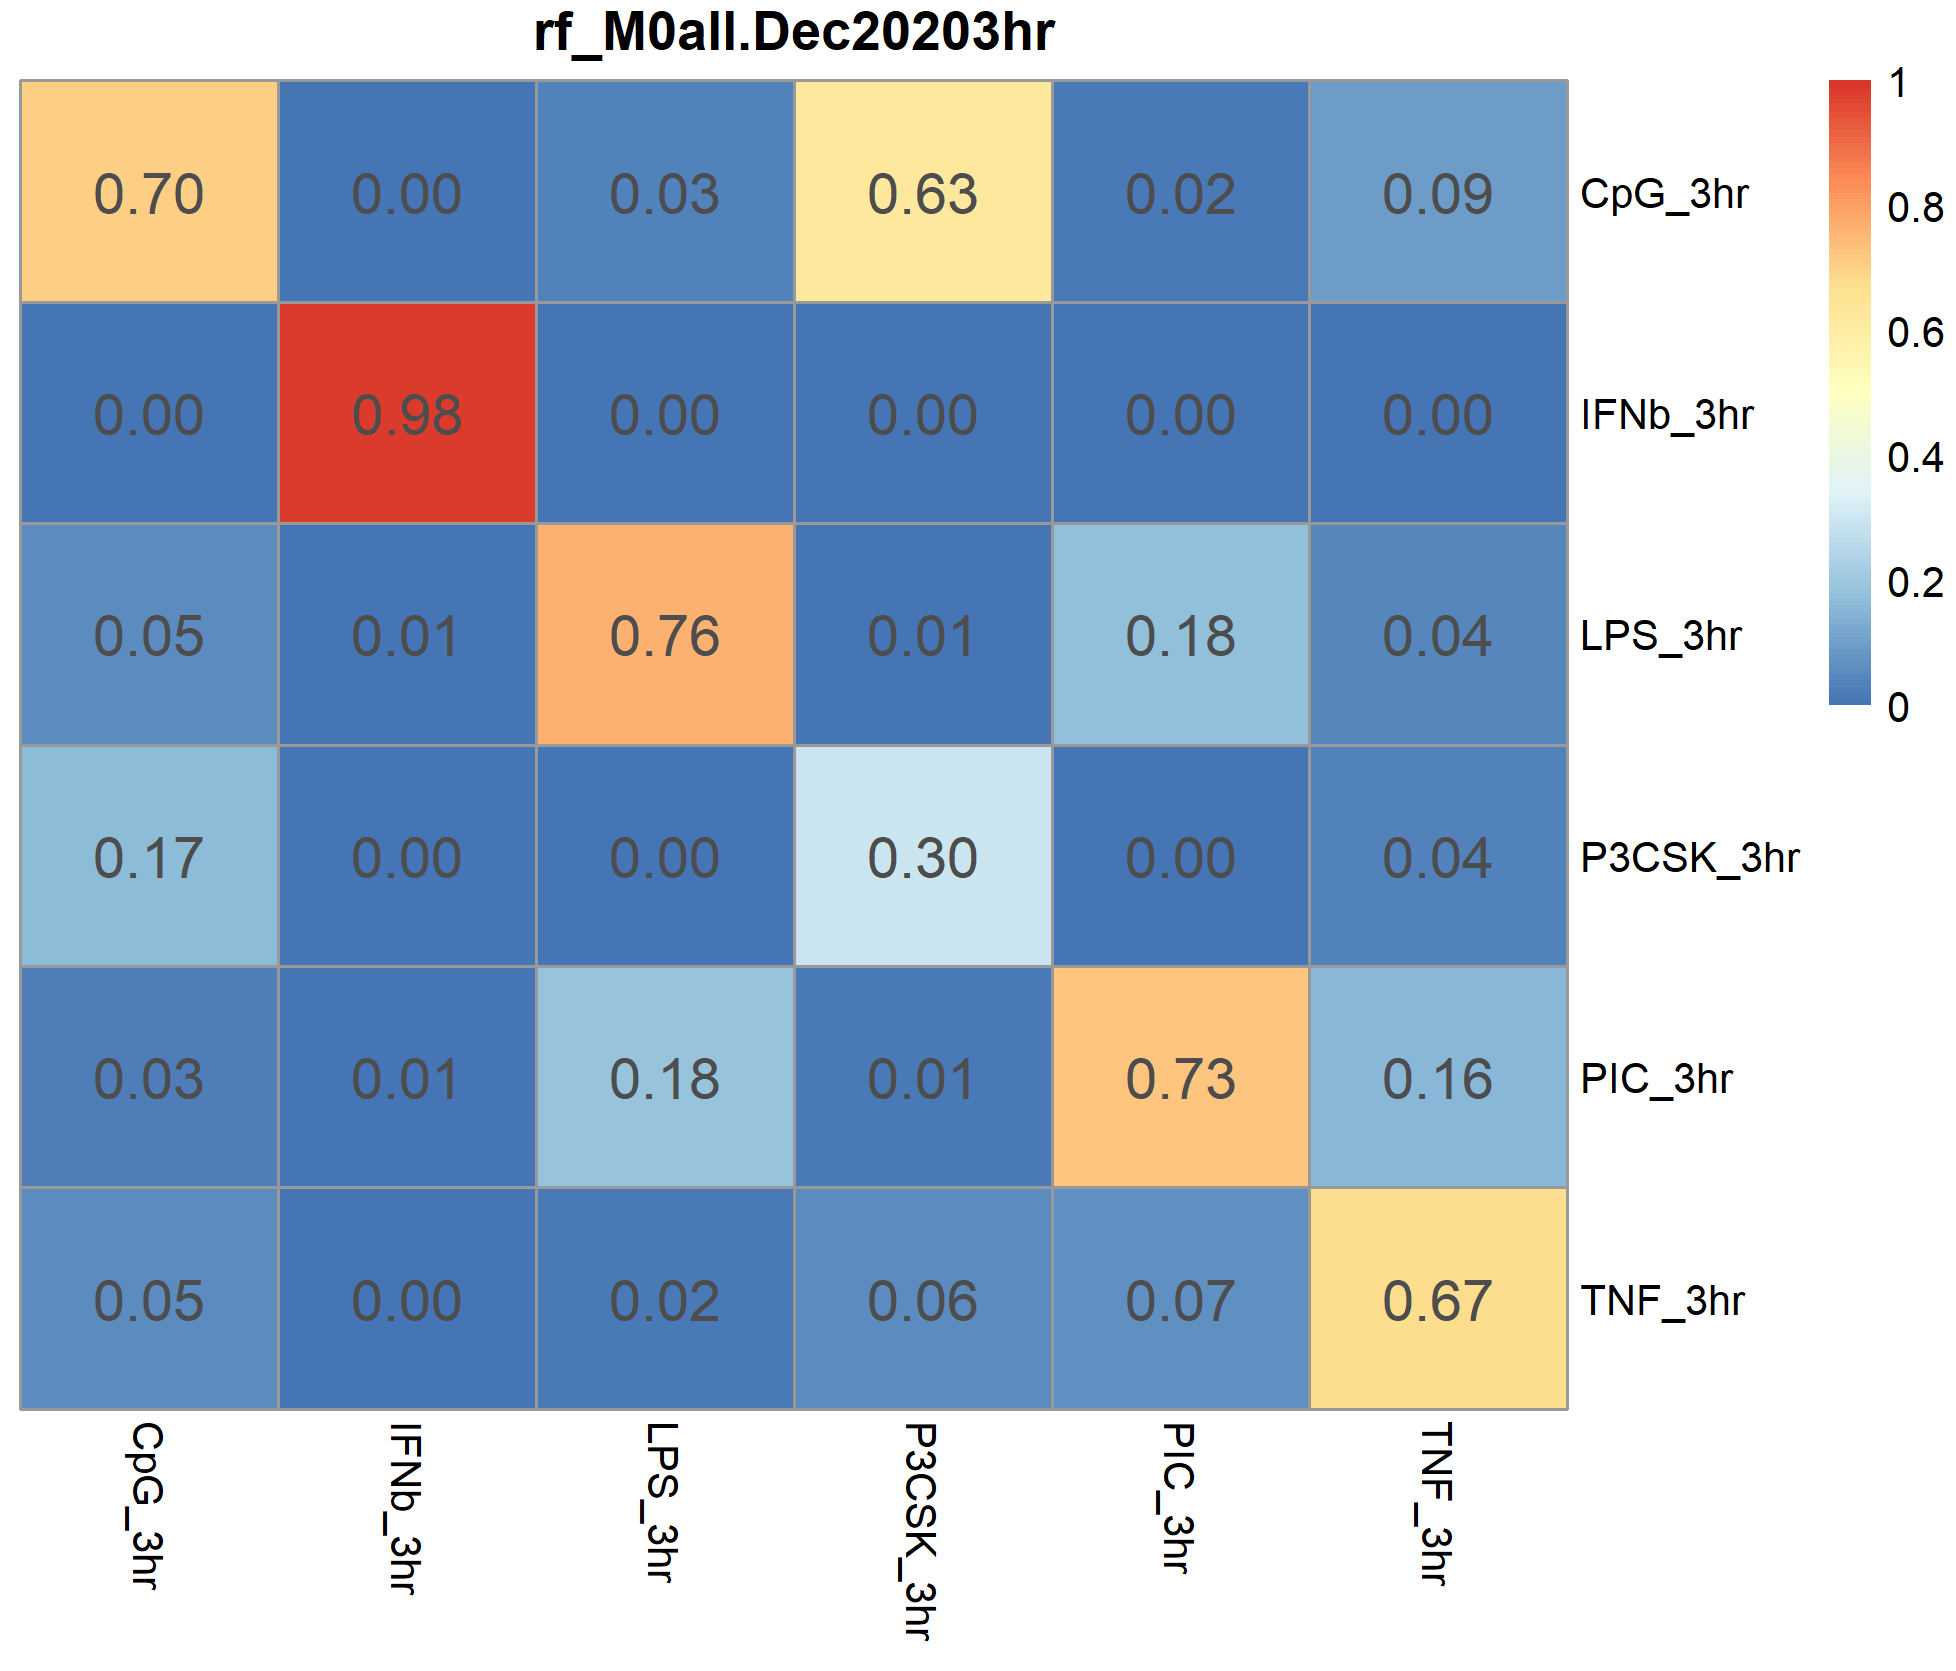 rf_M0all.Dec20203hr
0.70 0.00 0.03 0.63 0.02 0.09 CpG_3hr
0.00 0.98 0.00 0.00 0.00 0.00 IFNb_3hr
0.05 0.01 0.76 0.01 0.18 0.04 LPS_3hr
0.17 0.00 0.00 0.30 0.00 0.04 P3CSK_3hr
0.03 0.01 0.18 0.01 0.73 0.16 PIC_3hr
0.05 0.00 0.02 0.06 0.07 0.67 TNF_3hr
CpG_3hr
IFNb_3hr
LPS_3hr
P3CSK_3hr
PIC_3hr
TNF_3hr
1
0.8
0.6
0.4
0.2
0